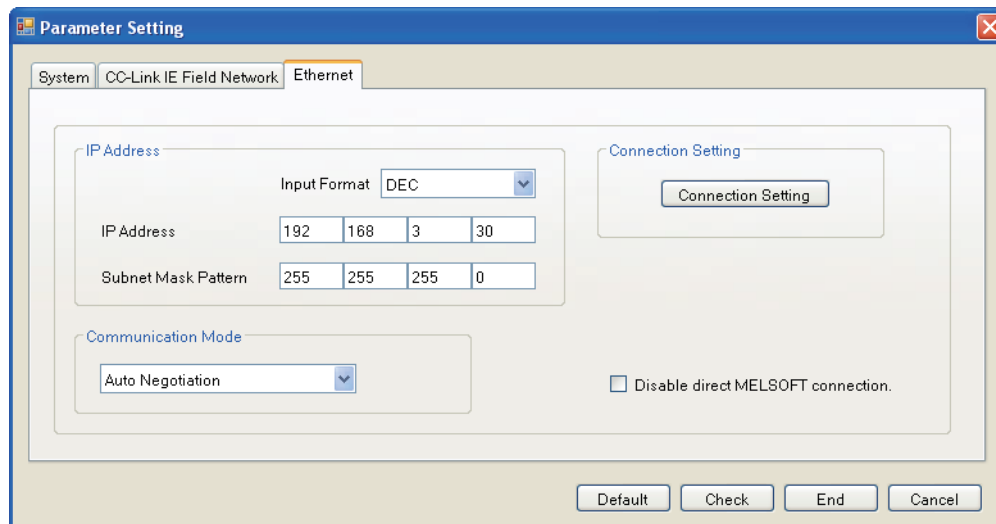 Parameter Setting
System CC-Link IE Field Network Ethernet
IP Address
Input Format DEC
IP Address 192 168 3 30
Subnet Mask Pattern 255 255 255 0
Connection Setting
Connection Setting
Communication Mode
Auto Negotiation
Disable direct MELSOFT connection.
Default Check End Cancel